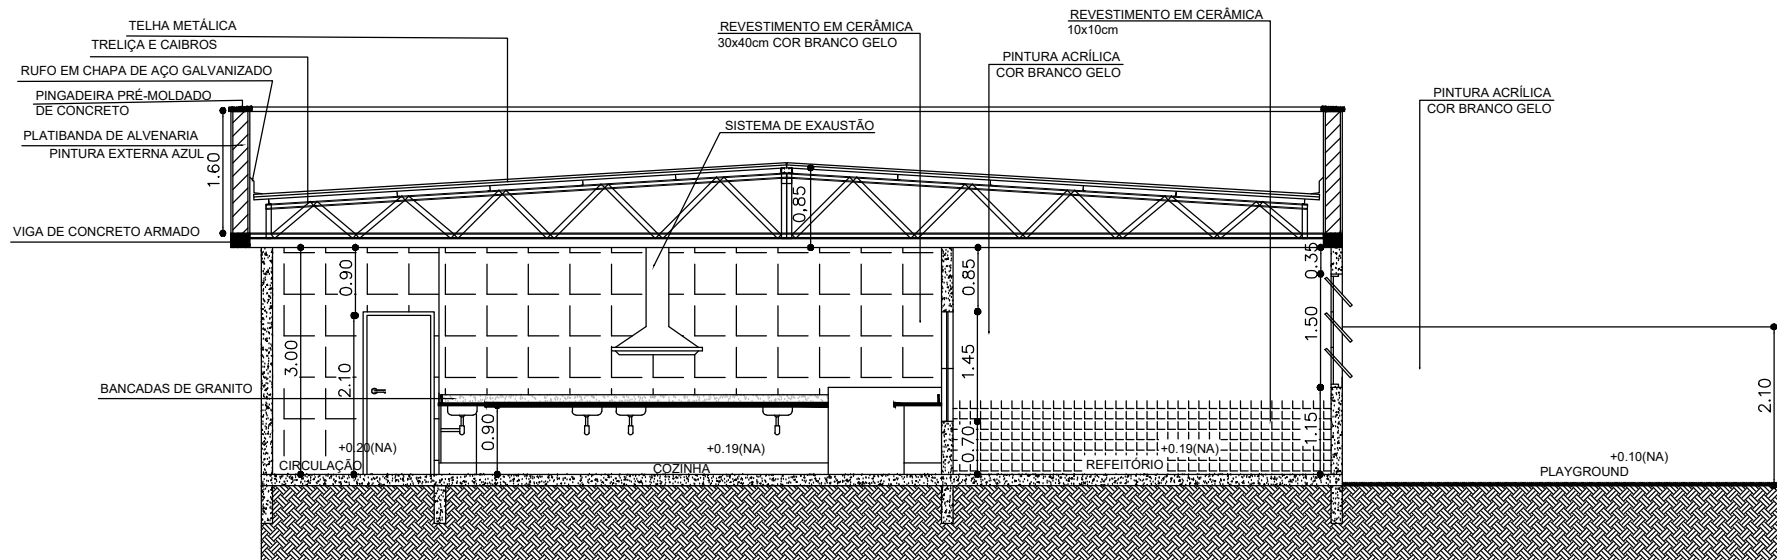 TELHA METÁLICA
TRELIÇA E CAIBROS
RUFO EM CHAPA DE AÇO GALVANIZADO
PINGADEIRA PRÉ-MOLDADO
DE CONCRETO
PLATIBANDA DE ALVENARIA
PINTURA EXTERNA AZUL
1.60
VIGA DE CONCRETO ARMADO
REVESTIMENTO EM CERÂMICA
30x40cm COR BRANCO GELO
SISTEMA DE EXAUSTÃO
REVESTIMENTO EM CERÂMICA
10x10cm
PINTURA ACRÍLICA
COR BRANCO GELO
PINTURA ACRÍLICA
COR BRANCO GELO
0,85
0.90
3.00
2.10
0.85
1.45
0.70
0.35
1.50
1.15
2.10
BANCADAS DE GRANITO
0.90
+0.20(NA)
CIRCULAÇÃO
+0.19(NA)
COZINHA
+0.19(NA)
REFEITÓRIO
+0.10(NA)
PLAYGROUND